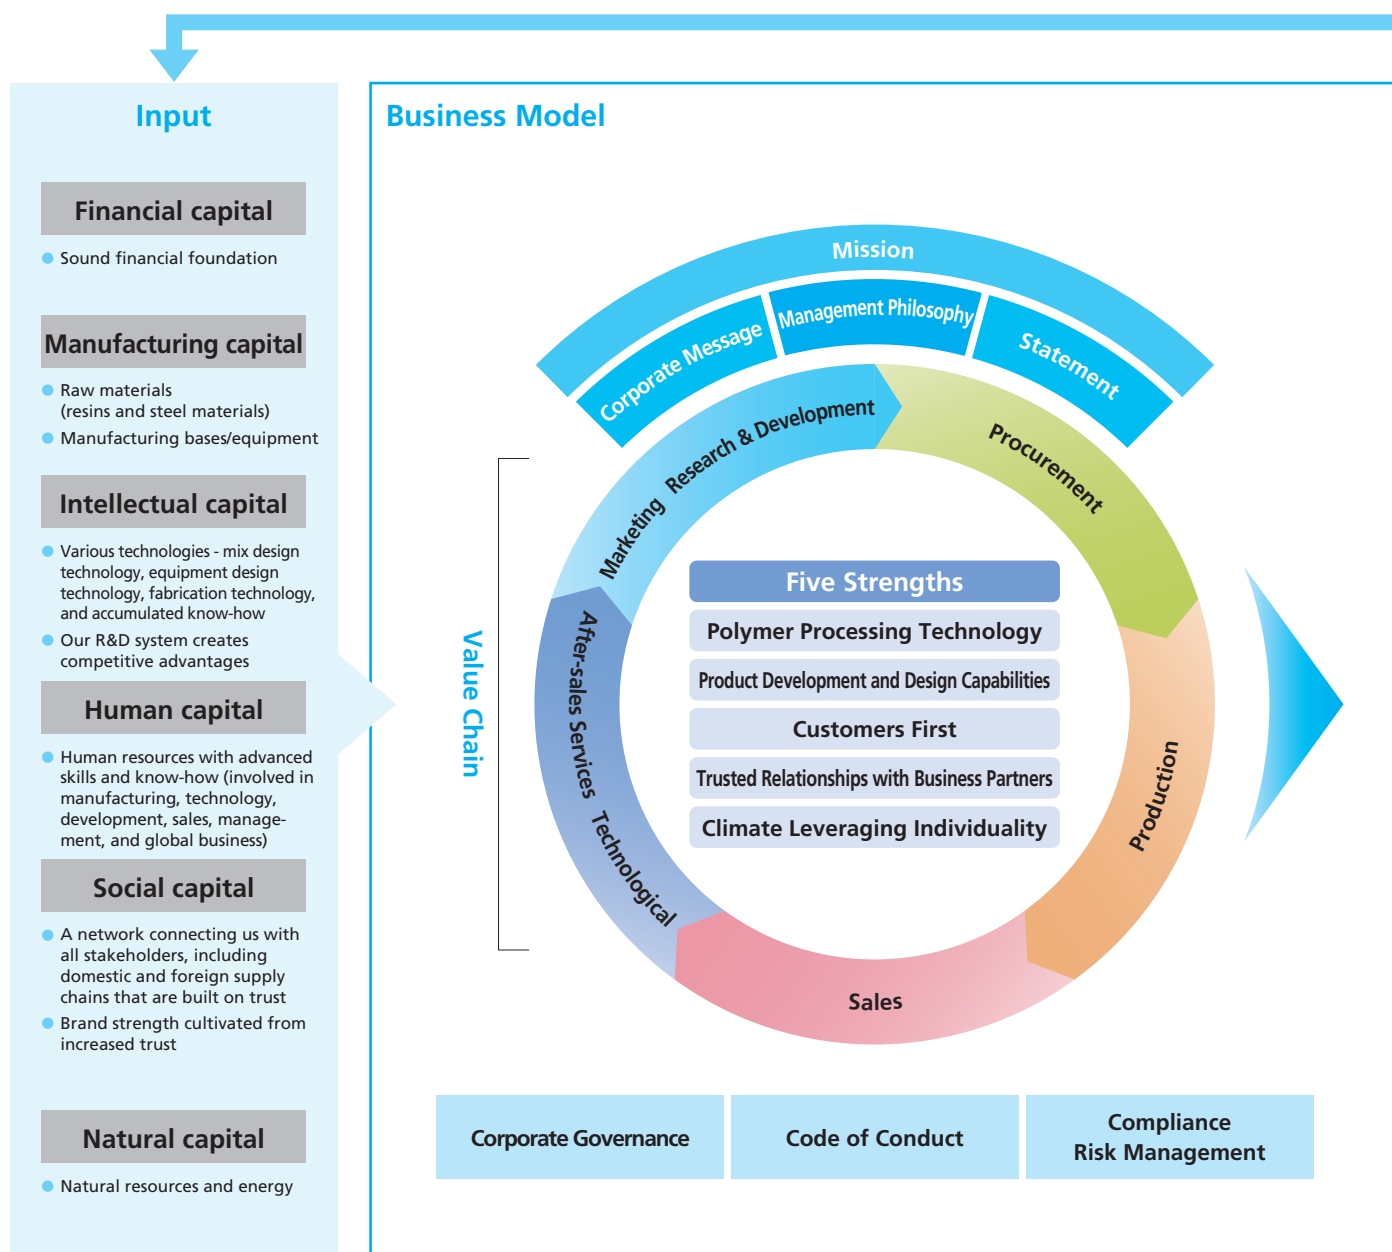 Input
Financial capital
Sound financial foundation
Manufacturing capital
Raw materials
(resins and steel materials)
Manufacturing bases/equipment
Intellectual capital
Various technologies - mix design
technology, equipment design
technology, fabrication technology,
and accumulated know-how
Our R&D system creates
competitive advantages
Human capital
Human resources with advanced
skills and know-how (involved in
manufacturing, technology,
development, sales, manage-
ment, and global business)
Social capital
A network connecting us with
all stakeholders, including
domestic and foreign supply
chains that are built on trust
Brand strength cultivated from
increased trust
Natural capital
Natural resources and energy
Business Model
Mission
Corporate Message
Management Philosophy
Statement
Value Chain
Marketing Research & Development
Procurement
Production
Sales
After-sales Services Technological
Five Strengths
Polymer Processing Technology
Product Development and Design Capabilities
Customers First
Trusted Relationships with Business Partners
Climate Leveraging Individuality
Corporate Governance
Code of Conduct
Compliance
Risk Management